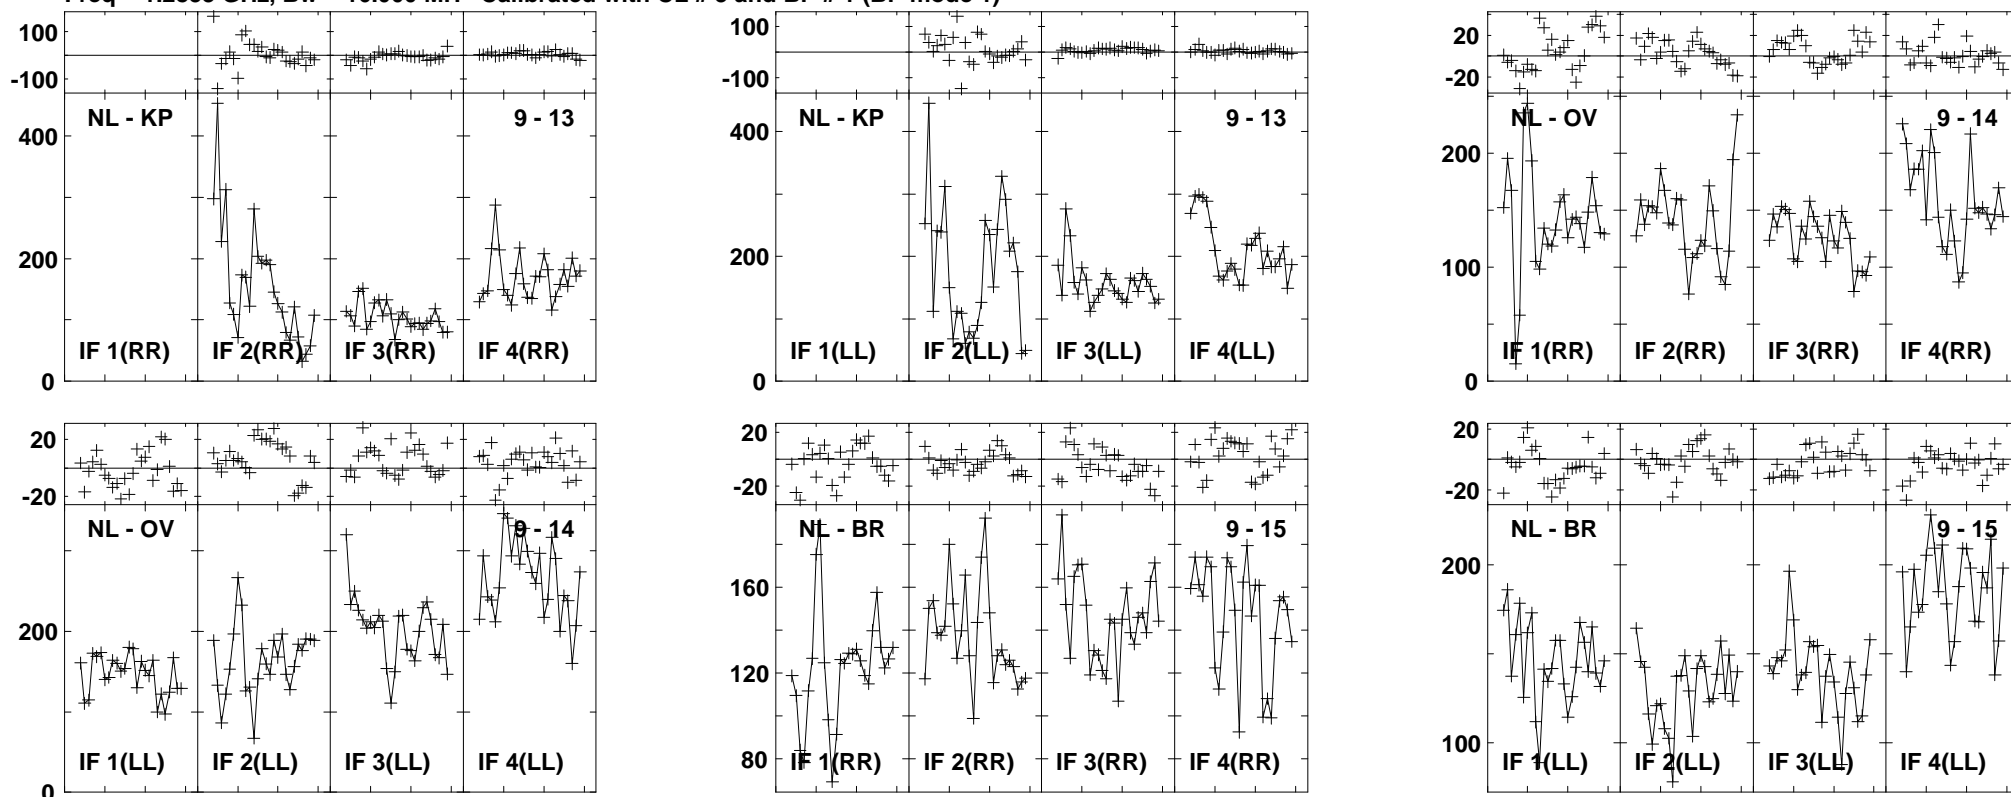 100
-100
NL - KP 9 - 13
400
200
0
IF 1(RR) IF 2(RR) IF 3(RR) IF 4(RR)
100
-100
NL - KP 9 - 13
400
200
0
IF 1(LL) IF 2(LL) IF 3(LL) IF 4(LL)
20
-20
NL - OV 9 - 14
200
100
0
IF 1(RR) IF 2(RR) IF 3(RR) IF 4(RR)
20
-20
NL - OV 9 - 14
200
0
IF 1(LL) IF 2(LL) IF 3(LL) IF 4(LL)
20
-20
NL - BR 9 - 15
160
120
80
IF 1(RR) IF 2(RR) IF 3(RR) IF 4(RR)
20
-20
NL - BR 9 - 15
200
100
IF 1(LL) IF 2(LL) IF 3(LL) IF 4(LL)